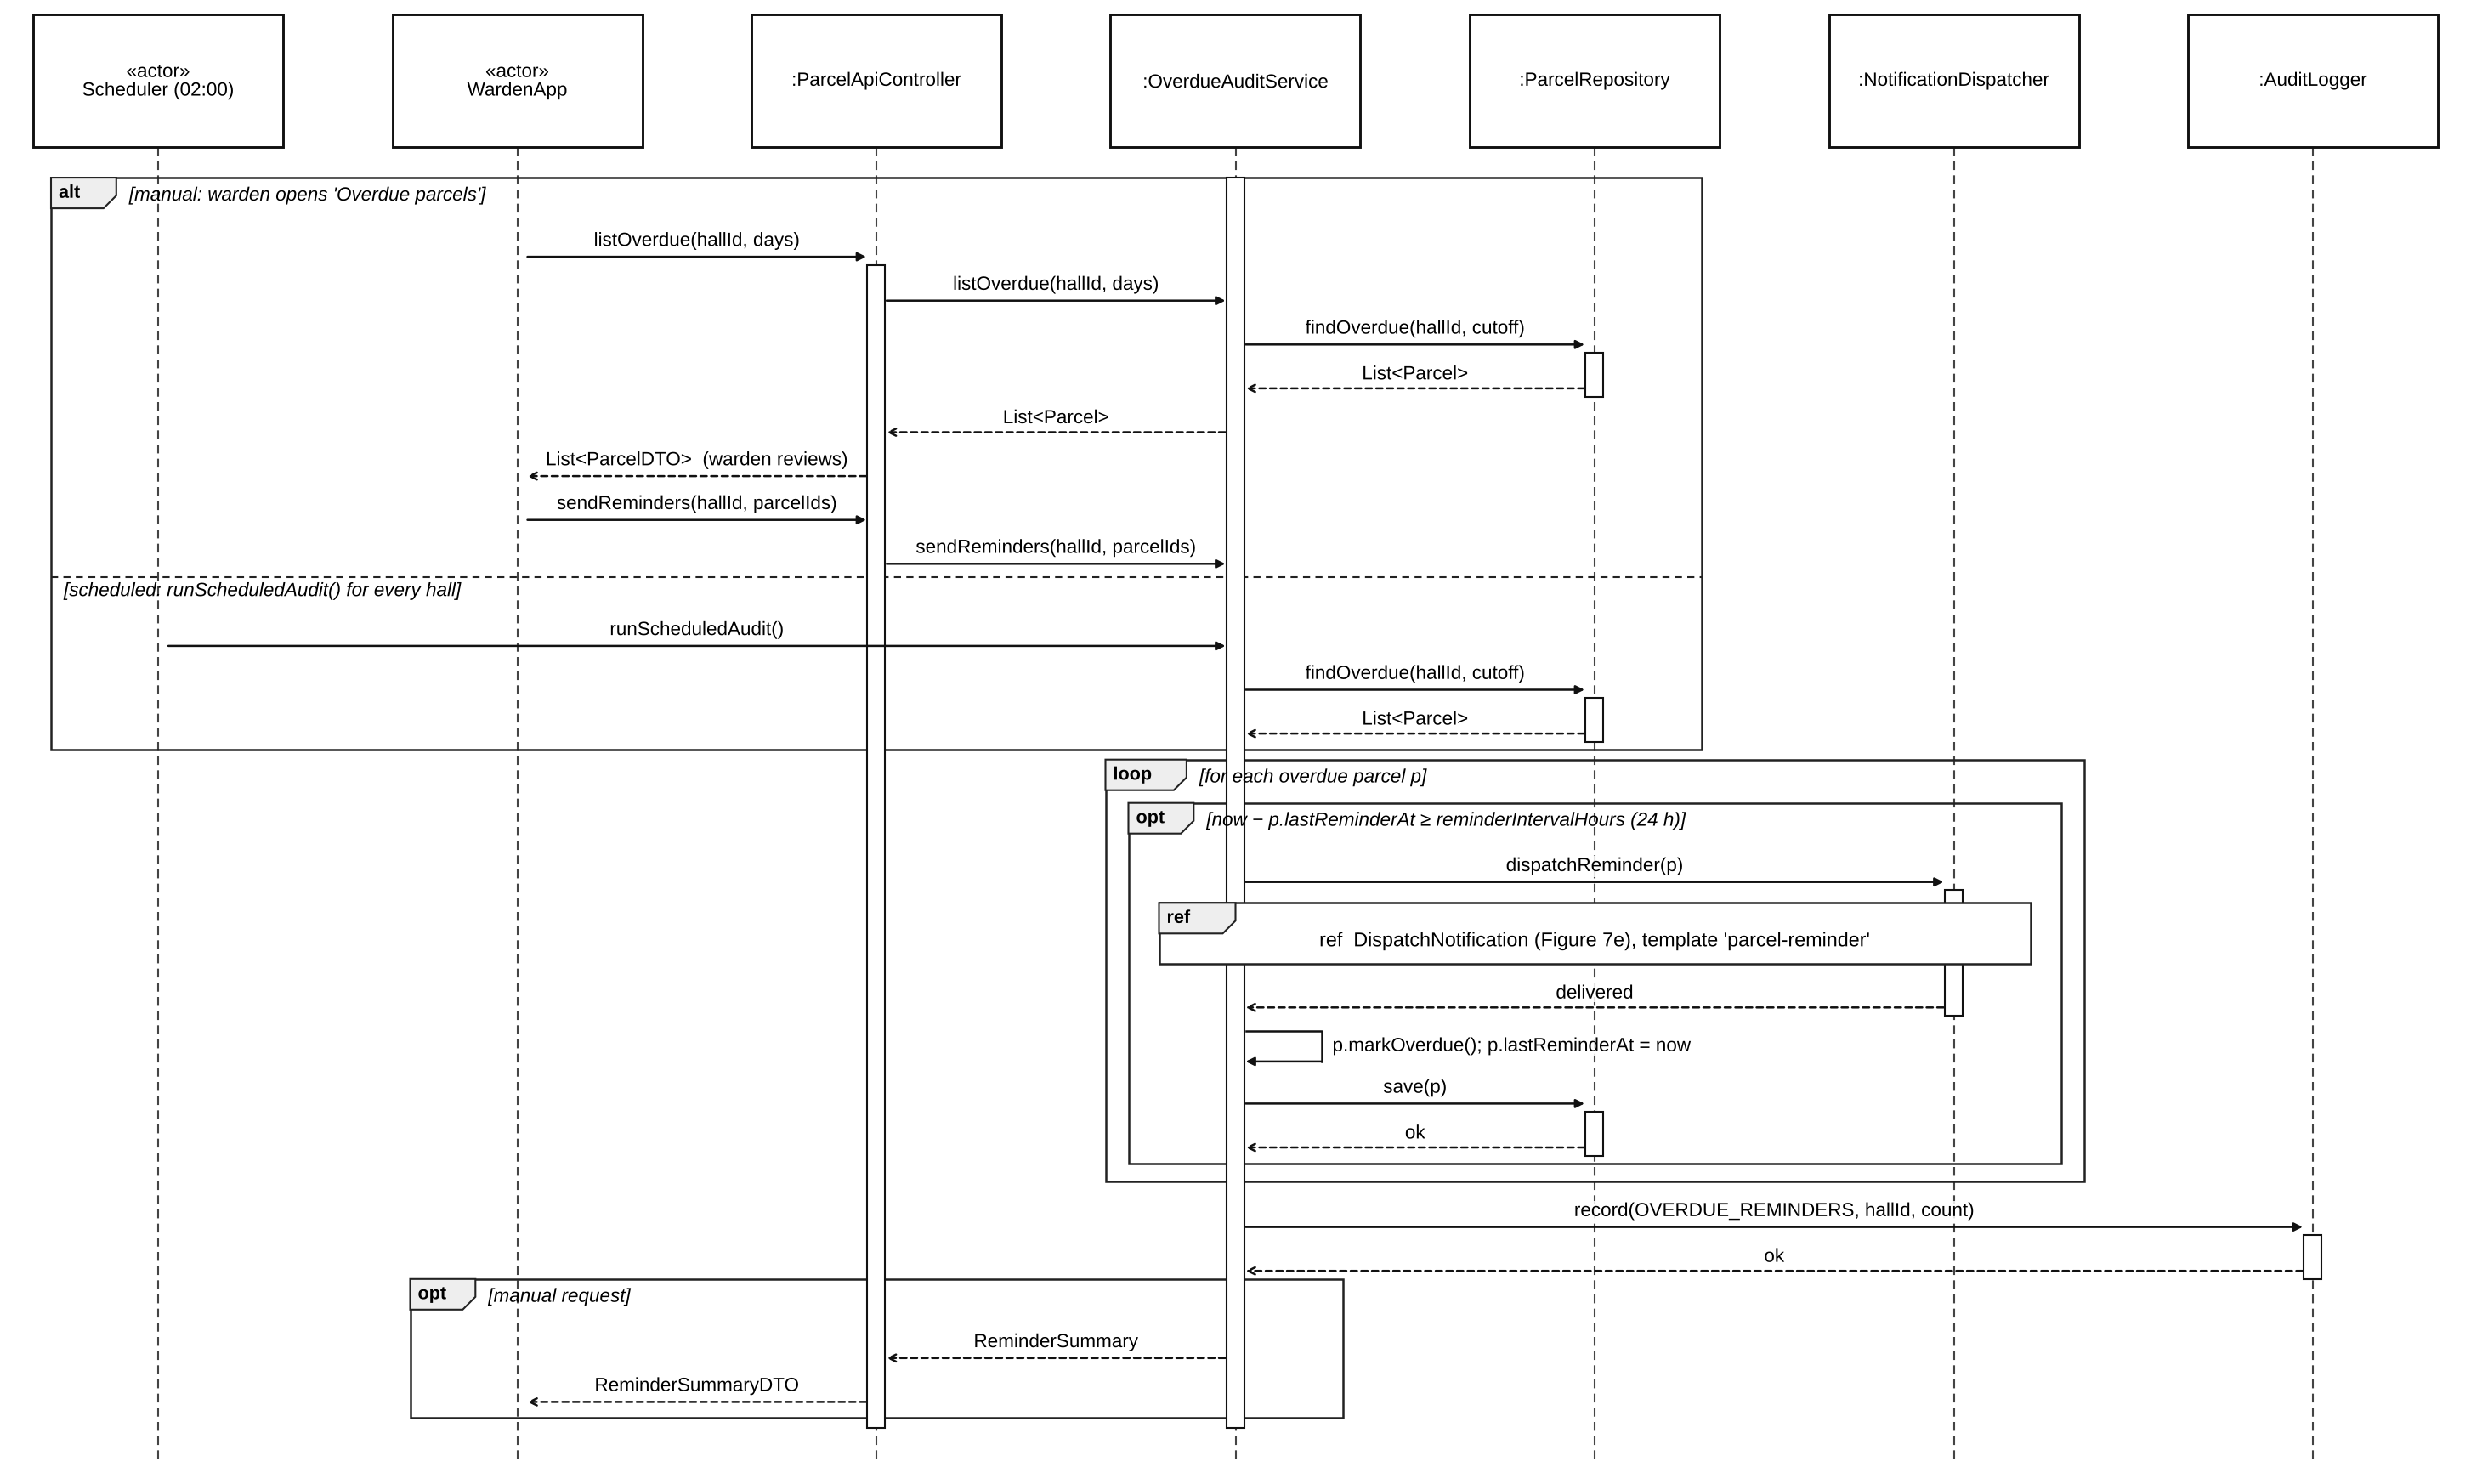 «actor»
Scheduler (02:00)
«actor»
WardenApp
:ParcelApiController
:OverdueAuditService
:ParcelRepository
:NotificationDispatcher
:AuditLogger
alt
[manual: warden opens 'Overdue parcels']
listOverdue(hallId, days)
listOverdue(hallId, days)
findOverdue(hallId, cutoff)
List<Parcel>
List<Parcel>
List<ParcelDTO>  (warden reviews)
sendReminders(hallId, parcelIds)
sendReminders(hallId, parcelIds)
[scheduled: runScheduledAudit() for every hall]
runScheduledAudit()
findOverdue(hallId, cutoff)
List<Parcel>
loop
[for each overdue parcel p]
opt
[now − p.lastReminderAt ≥ reminderIntervalHours (24 h)]
dispatchReminder(p)
ref
ref  DispatchNotification (Figure 7e), template 'parcel-reminder'
delivered
p.markOverdue(); p.lastReminderAt = now
save(p)
ok
record(OVERDUE_REMINDERS, hallId, count)
ok
opt
[manual request]
ReminderSummary
ReminderSummaryDTO